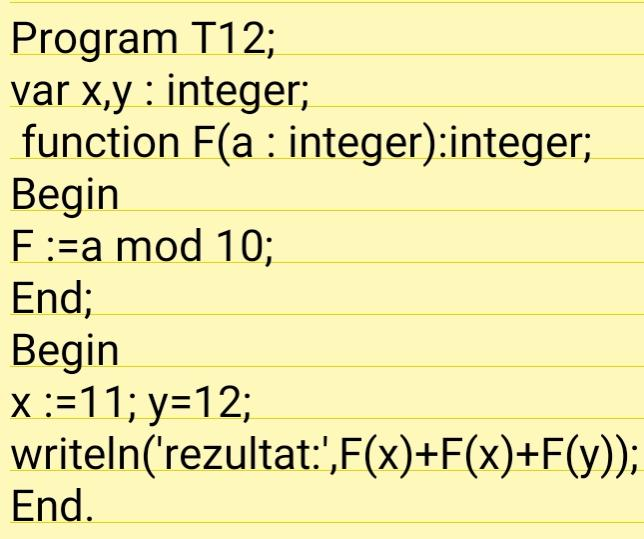 Program T12;
var x,y : integer;
function F(a : integer):integer;
Begin
F :=a mod 10;
End;
Begin
x :=11; y=12;
writeln('rezultat:',F(x)+F(x)+F(y));
End.